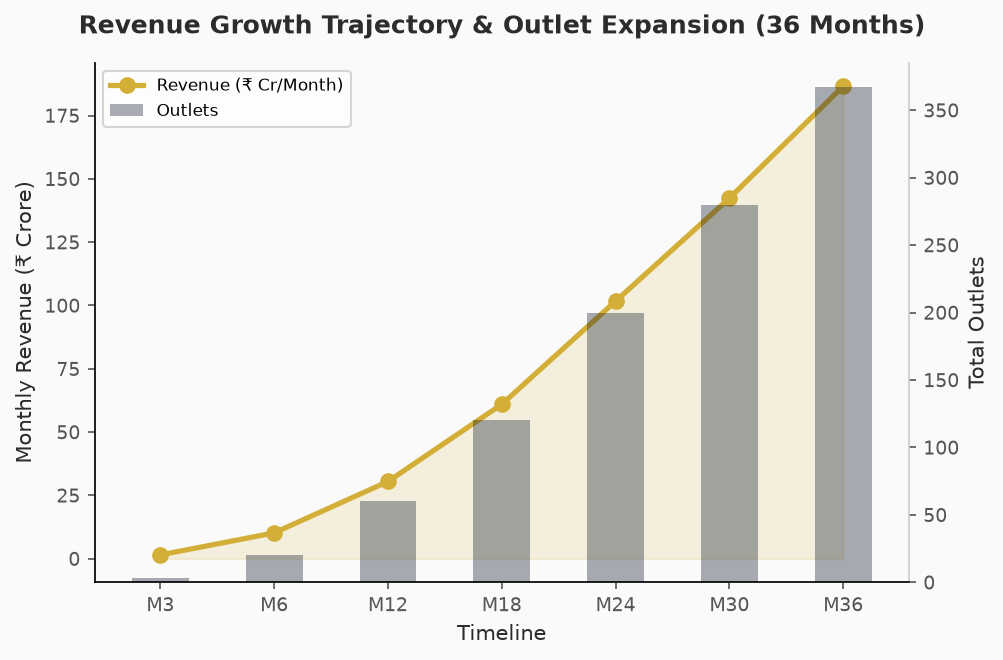 Revenue Growth Trajectory & Outlet Expansion (36 Months)
Revenue (₹ Cr/Month)
Outlets
Monthly Revenue (₹ Crore)
175
150
125
100
75
50
25
0
350
300
250
200
150
100
50
0
Total Outlets
M3 M6 M12 M18 M24 M30 M36
Timeline